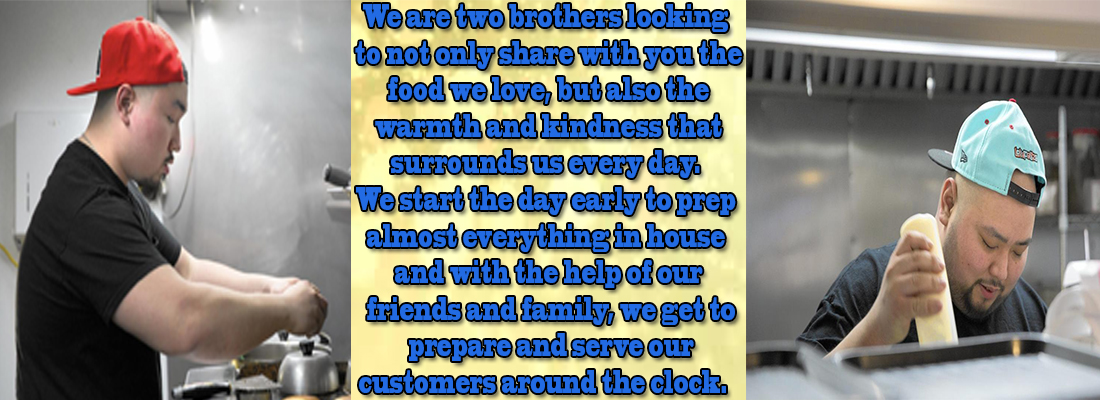 We are two brothers looking
to not only share with you the
food we love, but also the
warmth and kindness that
surrounds us every day.
We start the day early to prep
almost everything in house
and with the help of our
friends and family, we get to
prepare and serve our
customers around the clock.